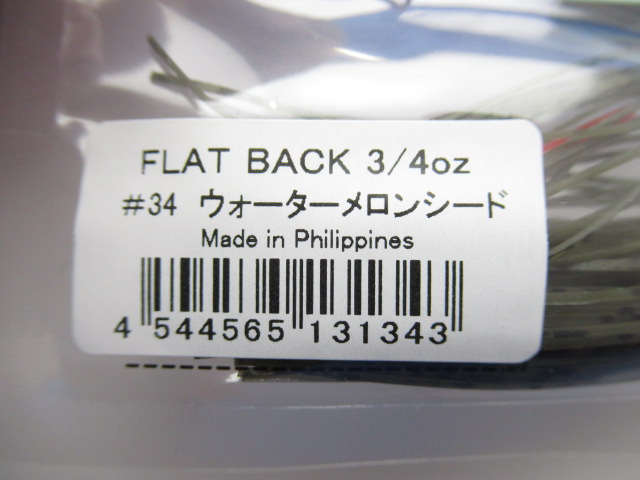 FLAT BACK 3/4oz
#34 ウォーターメロンシード
Made in Philippines
4 544565 131343